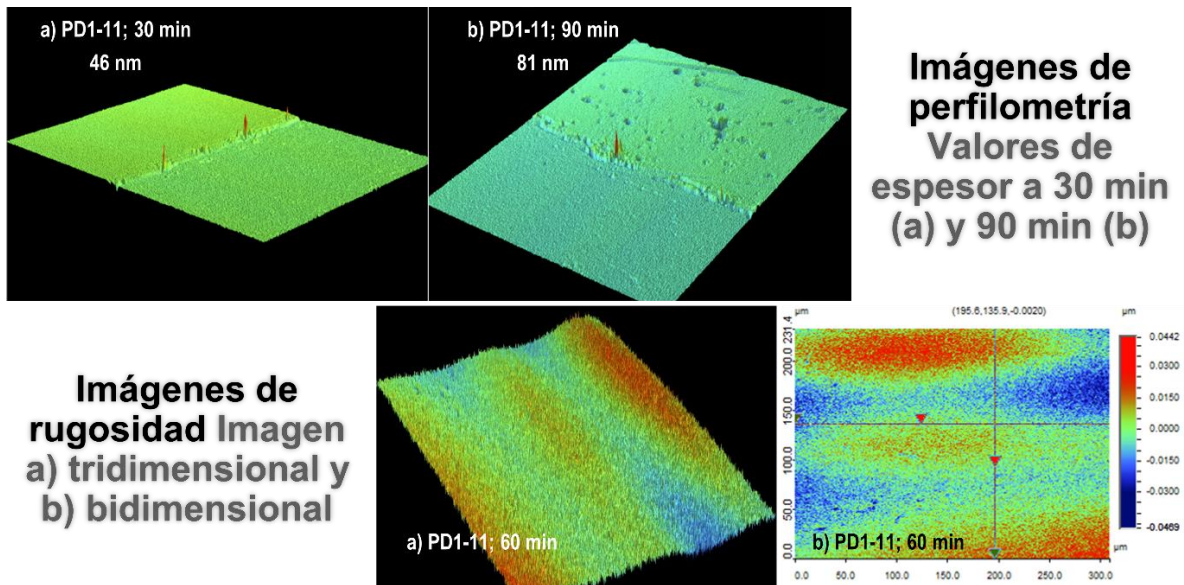 a) PD1-11; 30 min
46 nm
b) PD1-11; 90 min
81 nm
Imágenes de
perfilometría
Valores de
espesor a 30 min
(a) y 90 min (b)
Imágenes de
rugosidad Imagen
a) tridimensional y
b) bidimensional
a) PD1-11; 60 min
µm
(195.6,135.9,-0.0020)
µm
231.4
200.0
150.0
100.0
50.0
0.0
0.0
50.0
100.0
150.0
200.0
250.0
300.0
b) PD1-11; 60 min
0.0442
0.0300
0.0150
0.0000
-0.0150
-0.0300
-0.0469
µm